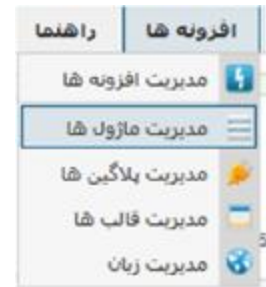 افزونه ها
راهنما
مدیریت افزونه ها
مدیریت ماژول ها
مدیریت پلاگین ها
مدیریت قالب ها
مدیریت زبان